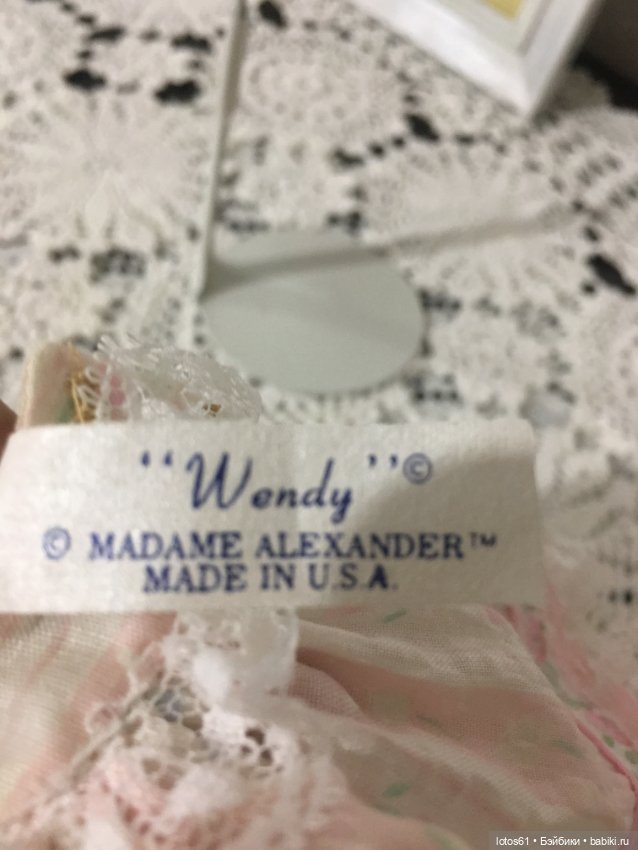 "Wendy"©
© MADAME ALEXANDER™
MADE IN U.S.A.
lotos61 • Бэйбики • babiki.ru